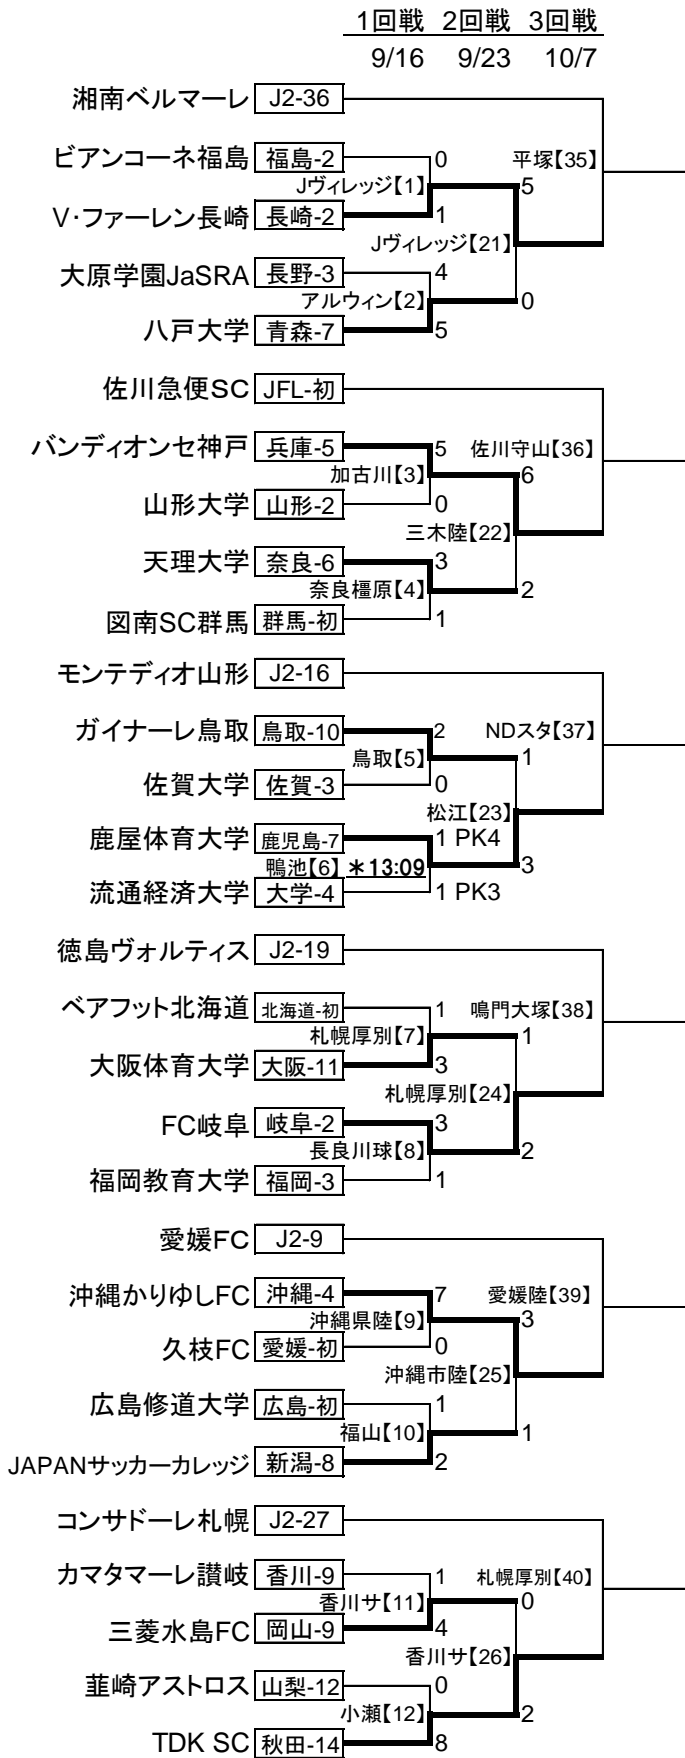 1回戦 2回戦 3回戦
9/16 9/23 10/7
湘南ベルマーレ J2-36
ビアンコーネ福島 福島-2 0 平塚【35】
Jヴィレッジ【1】 5
V・ファーレン長崎 長崎-2 1
Jヴィレッジ【21】
大原学園JaSRA 長野-3 4
アルウィン【2】 0
八戸大学 青森-7 5
佐川急便SC JFL-初
バンディオンセ神戸 兵庫-5 5 佐川守山【36】
加古川【3】 6
山形大学 山形-2 0
三木陸【22】
天理大学 奈良-6 3
奈良橿原【4】 2
図南SC群馬 群馬-初 1
モンテディオ山形 J2-16
ガイナーレ鳥取 鳥取-10 2 NDスタ【37】
鳥取【5】 1
佐賀大学 佐賀-3 0
松江【23】
鹿屋体育大学 鹿児島-7 1 PK4
鴨池【6】 ＊13:09 3
流通経済大学 大学-4 1 PK3
徳島ヴォルティス J2-19
ベアフット北海道 北海道-初 1 鳴門大塚【38】
札幌厚別【7】 1
大阪体育大学 大阪-11 3
札幌厚別【24】
FC岐阜 岐阜-2 3
長良川球【8】 2
福岡教育大学 福岡-3 1
愛媛FC J2-9
沖縄かりゆしFC 沖縄-4 7 愛媛陸【39】
沖縄県陸【9】 3
久枝FC 愛媛-初 0
沖縄市陸【25】
広島修道大学 広島-初 1
福山【10】 1
JAPANサッカーカレッジ 新潟-8 2
コンサドーレ札幌 J2-27
カマタマーレ讃岐 香川-9 1 札幌厚別【40】
香川サ【11】 0
三菱水島FC 岡山-9 4
香川サ【26】
韮崎アストロス 山梨-12 0
小瀬【12】 2
TDK SC 秋田-14 8